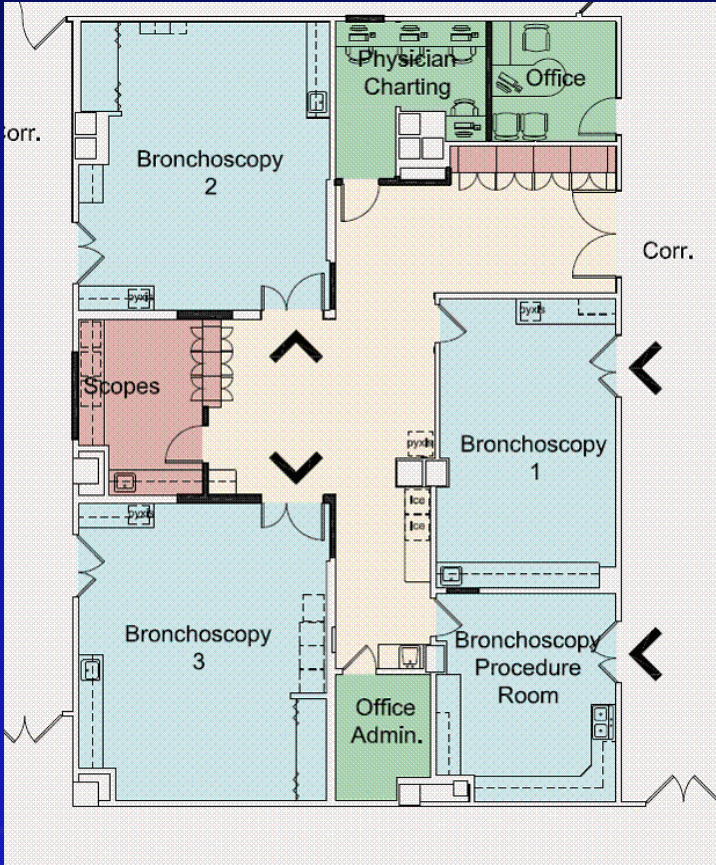 Physician
Charting
Office
orr.
Bronchoscopy
2
Corr.
pyxis
pyxis
Scopes
pyxis
Bronchoscopy
1
Ice
Ice
pyxis
Bronchoscopy
3
Bronchoscopy
Procedure
Room
Office
Admin.